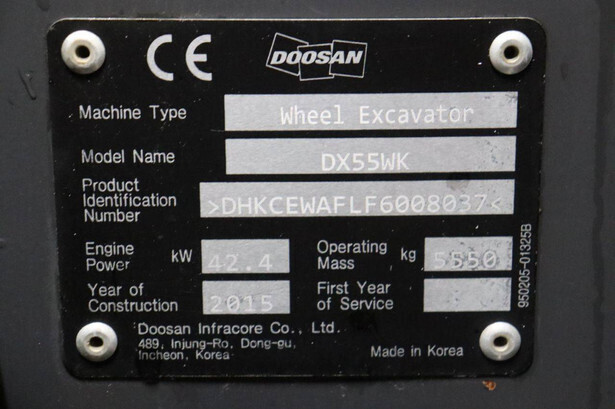 CE DOOSAN
Machine Type Wheel Excavator
Model Name DX55WK
Product
Identification >DHKCEWAFLF6008037<
Number
Engine Operating
Power kW 42.4 Mass kg 5550
Year of First Year
Construction 2015 of Service
Doosan Infracore Co., Ltd.
489, Injung-Ro, Dong-gu,
Incheon, Korea Made in Korea
950205-01325B